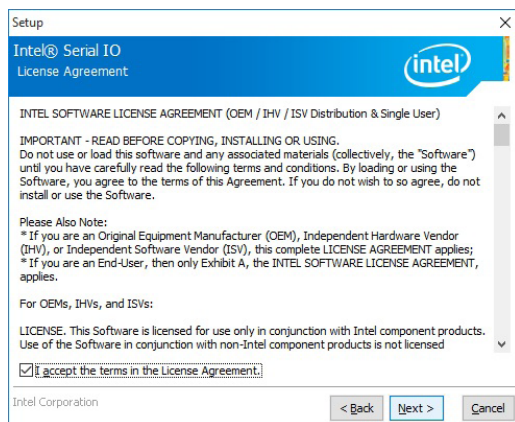 Setup
Intel® Serial IO
License Agreement
intel
INTEL SOFTWARE LICENSE AGREEMENT (OEM / IHV / ISV Distribution & Single User)
IMPORTANT - READ BEFORE COPYING, INSTALLING OR USING.
Do not use or load this software and any associated materials (collectively, the "Software")
until you have carefully read the following terms and conditions. By loading or using the
Software, you agree to the terms of this Agreement. If you do not wish to so agree, do not
install or use the Software.
Please Also Note:
* If you are an Original Equipment Manufacturer (OEM), Independent Hardware Vendor
(IHV), or Independent Software Vendor (ISV), this complete LICENSE AGREEMENT applies;
* If you are an End-User, then only Exhibit A, the INTEL SOFTWARE LICENSE AGREEMENT,
applies.
For OEMs, IHVs, and ISVs:
LICENSE. This Software is licensed for use only in conjunction with Intel component products.
Use of the Software in conjunction with non-Intel component products is not licensed
I accept the terms in the License Agreement.
Intel Corporation
< Back Next > Cancel